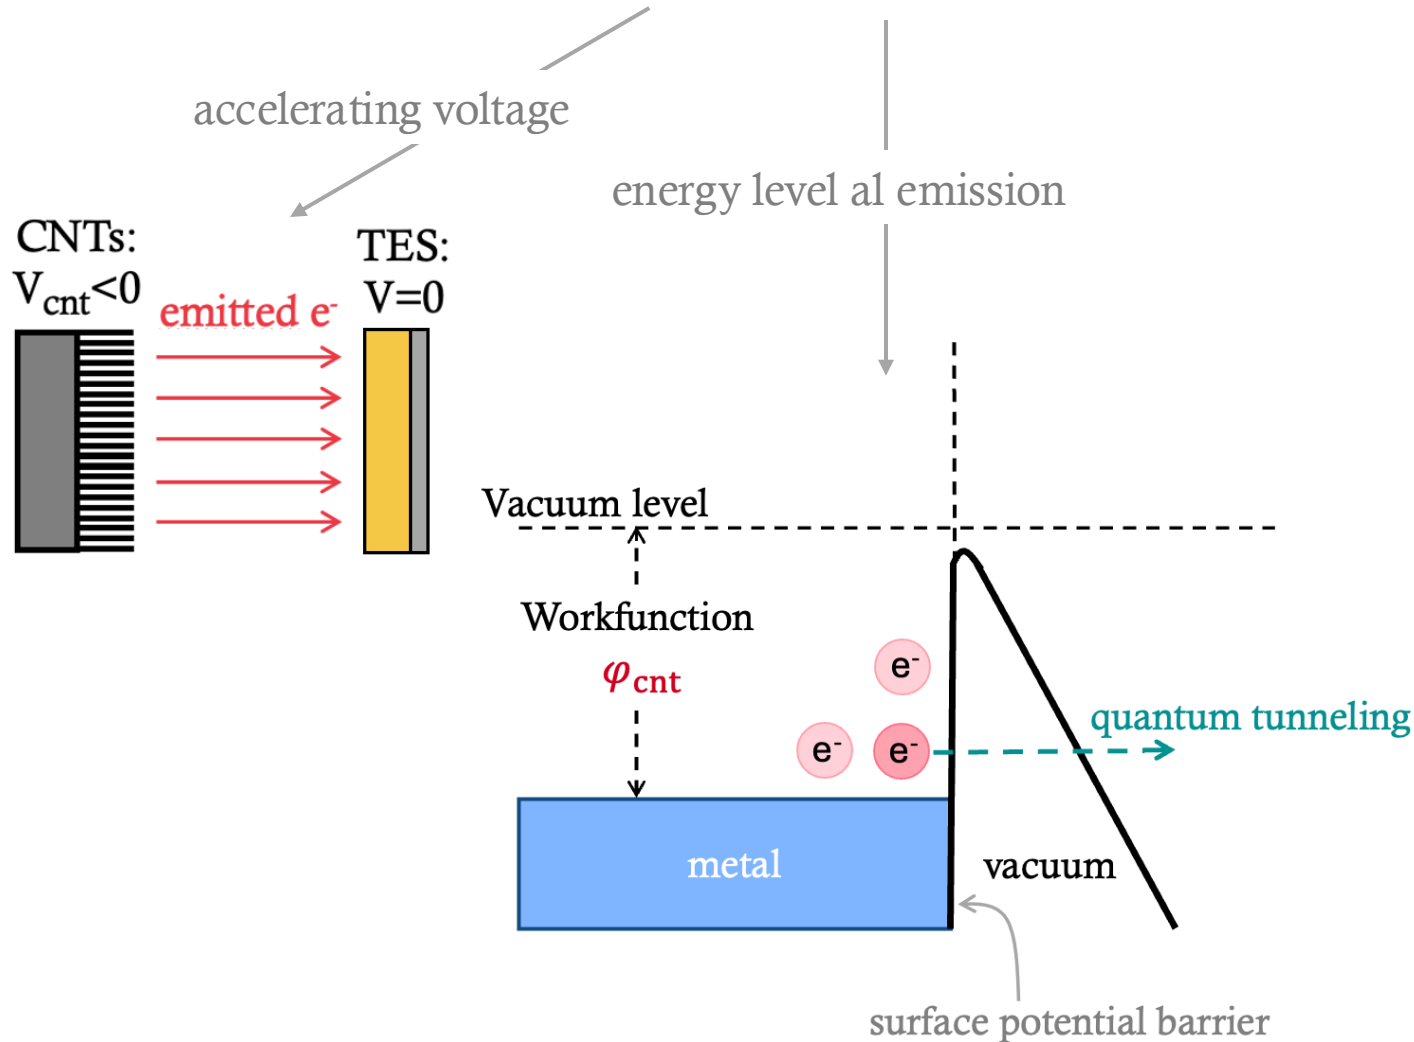 accelerating voltage
energy level al emission
CNTs:
Vcnt<0
emitted e-
TES:
V=0
Vacuum level
Workfunction
φcnt
e-
e-
e-
quantum tunneling
metal
vacuum
surface potential barrier